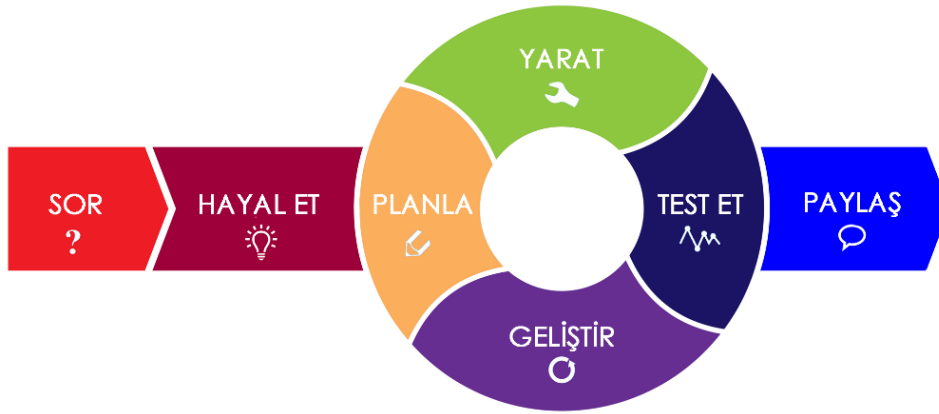 SOR
?
HAYAL ET
PLANLA
YARAT
TEST ET
GELİŞTİR
PAYLAŞ